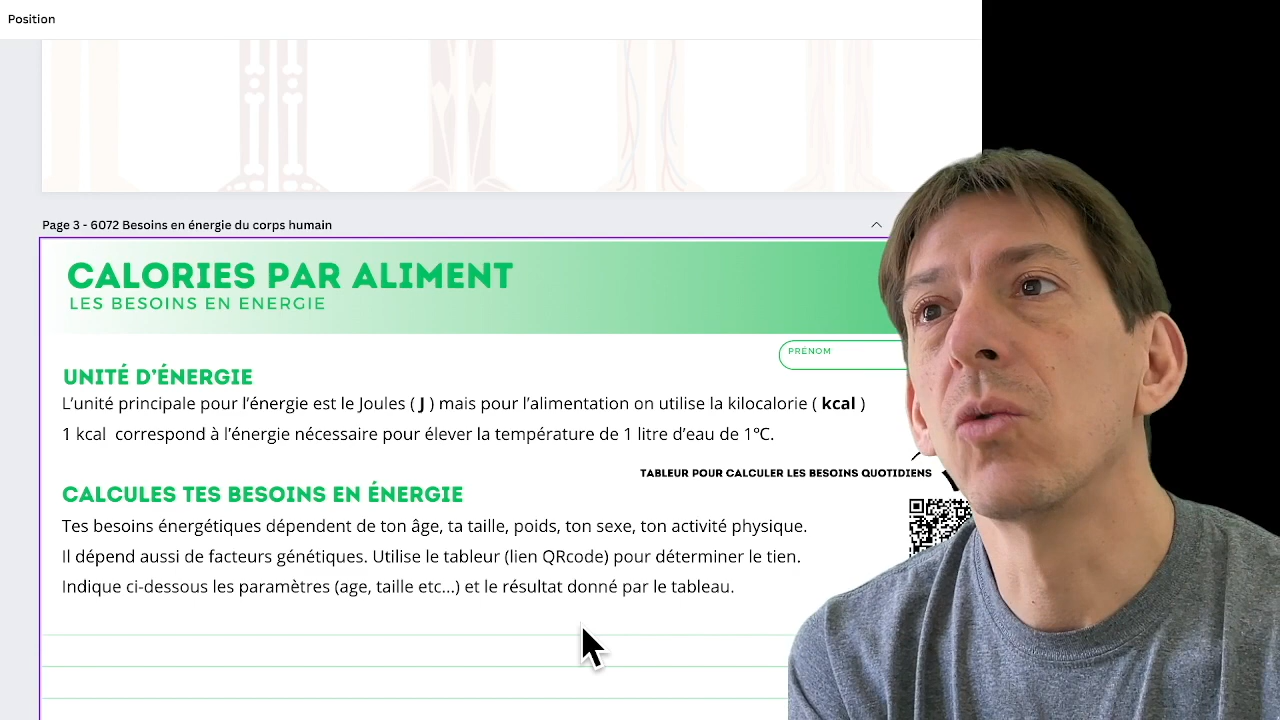 Position
Page 3 - 6072 Besoins en énergie du corps humain
CALORIES PAR ALIMENT
LES BESOINS EN ENERGIE
PRÉNOM
UNITÉ D'ÉNERGIE
L'unité principale pour l'énergie est le Joules ( J ) mais pour l'alimentation on utilise la kilocalorie ( kcal )
1 kcal correspond à l'énergie nécessaire pour élever la température de 1 litre d'eau de 1°C.
TABLEUR POUR CALCULER LES BESOINS QUOTIDIENS
CALCULES TES BESOINS EN ÉNERGIE
Tes besoins énergétiques dépendent de ton âge, ta taille, poids, ton sexe, ton activité physique.
Il dépend aussi de facteurs génétiques. Utilise le tableur (lien QRcode) pour déterminer le tien.
Indique ci-dessous les paramètres (age, taille etc...) et le résultat donné par le tableau.